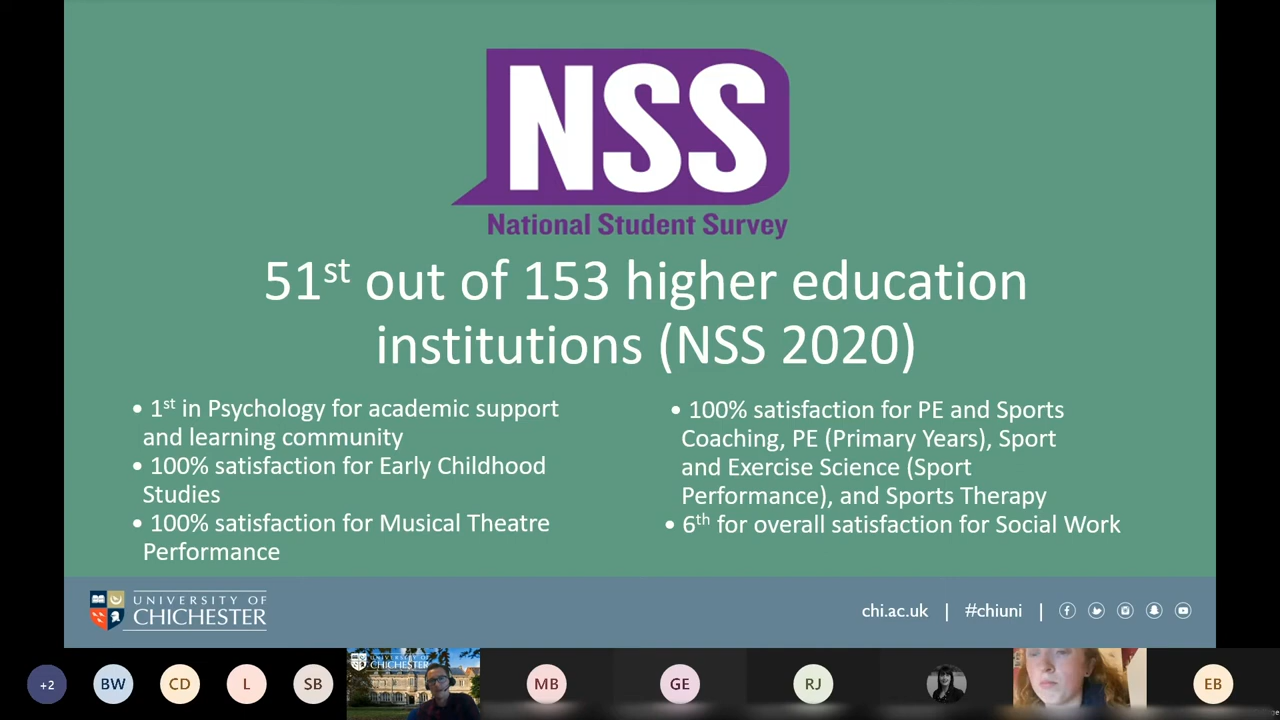 NSS
National Student Survey
51st out of 153 higher education
institutions (NSS 2020)
• 1st in Psychology for academic support
and learning community
• 100% satisfaction for Early Childhood
Studies
• 100% satisfaction for Musical Theatre
Performance
• 100% satisfaction for PE and Sports
Coaching, PE (Primary Years), Sport
and Exercise Science (Sport
Performance), and Sports Therapy
• 6th for overall satisfaction for Social Work
UNIVERSITY OF
CHICHESTER
chi.ac.uk | #chiuni |
+2
BW
CD
L
SB
UNIVERSITY OF
CHICHESTER
MB
GE
RJ
EB